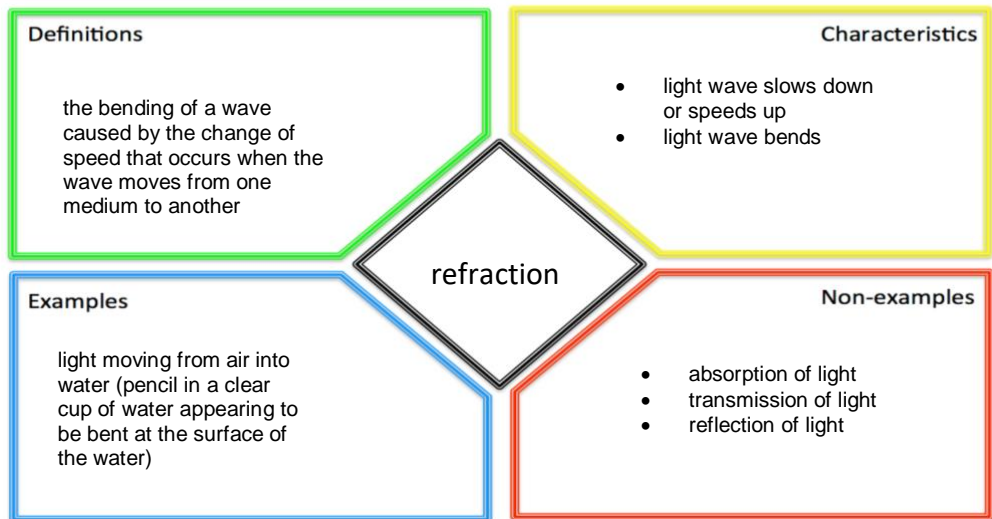 Definitions
the bending of a wave
caused by the change of
speed that occurs when the
wave moves from one
medium to another
Characteristics
• light wave slows down
or speeds up
• light wave bends
refraction
Examples
light moving from air into
water (pencil in a clear
cup of water appearing to
be bent at the surface of
the water)
Non-examples
• absorption of light
• transmission of light
• reflection of light